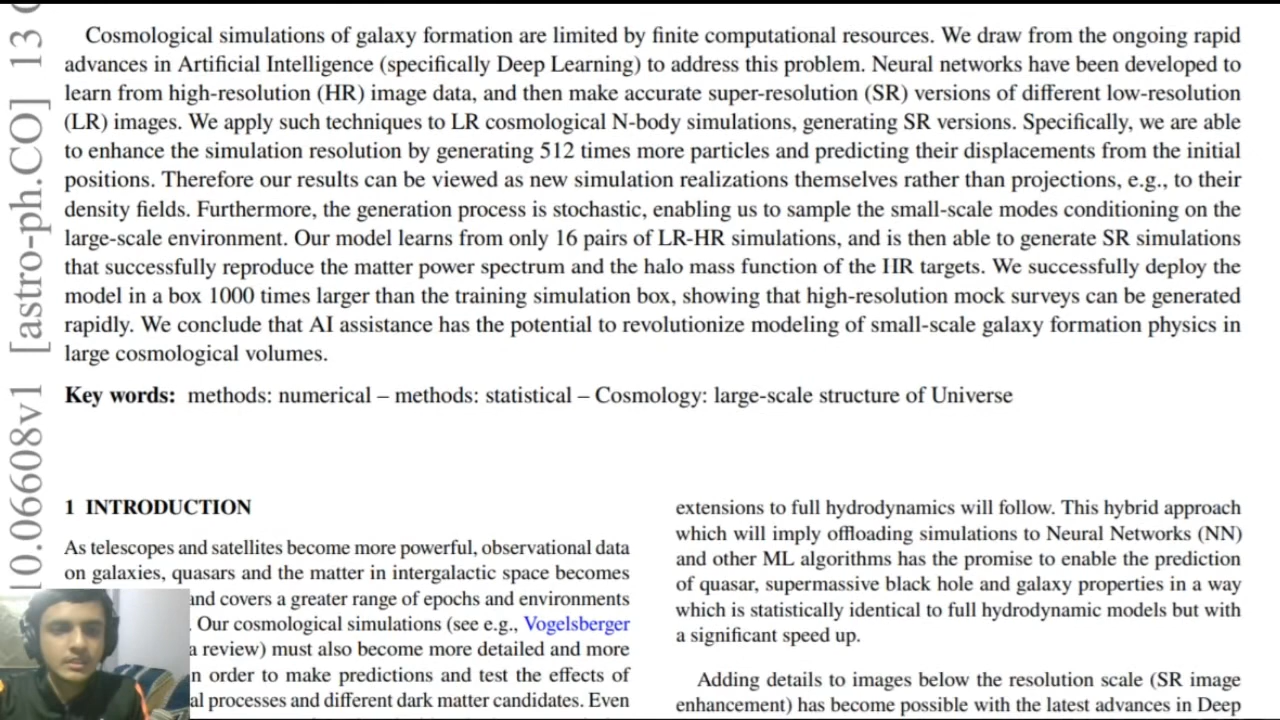 [0.06608v1 [astro-ph.CO] 13
Cosmological simulations of galaxy formation are limited by finite computational resources. We draw from the ongoing rapid
advances in Artificial Intelligence (specifically Deep Learning) to address this problem. Neural networks have been developed to
learn from high-resolution (HR) image data, and then make accurate super-resolution (SR) versions of different low-resolution
(LR) images. We apply such techniques to LR cosmological N-body simulations, generating SR versions. Specifically, we are able
to enhance the simulation resolution by generating 512 times more particles and predicting their displacements from the initial
positions. Therefore our results can be viewed as new simulation realizations themselves rather than projections, e.g., to their
density fields. Furthermore, the generation process is stochastic, enabling us to sample the small-scale modes conditioning on the
large-scale environment. Our model learns from only 16 pairs of LR-HR simulations, and is then able to generate SR simulations
that successfully reproduce the matter power spectrum and the halo mass function of the HR targets. We successfully deploy the
model in a box 1000 times larger than the training simulation box, showing that high-resolution mock surveys can be generated
rapidly. We conclude that AI assistance has the potential to revolutionize modeling of small-scale galaxy formation physics in
large cosmological volumes.
Key words: methods: numerical – methods: statistical – Cosmology: large-scale structure of Universe
1 INTRODUCTION
As telescopes and satellites become more powerful, observational data
on galaxies, quasars and the matter in intergalactic space becomes
and covers a greater range of epochs and environments
. Our cosmological simulations (see e.g., Vogelsberger
a review) must also become more detailed and more
n order to make predictions and test the effects of
al processes and different dark matter candidates. Even
extensions to full hydrodynamics will follow. This hybrid approach
which will imply offloading simulations to Neural Networks (NN)
and other ML algorithms has the promise to enable the prediction
of quasar, supermassive black hole and galaxy properties in a way
which is statistically identical to full hydrodynamic models but with
a significant speed up.
Adding details to images below the resolution scale (SR image
enhancement) has become possible with the latest advances in Deep